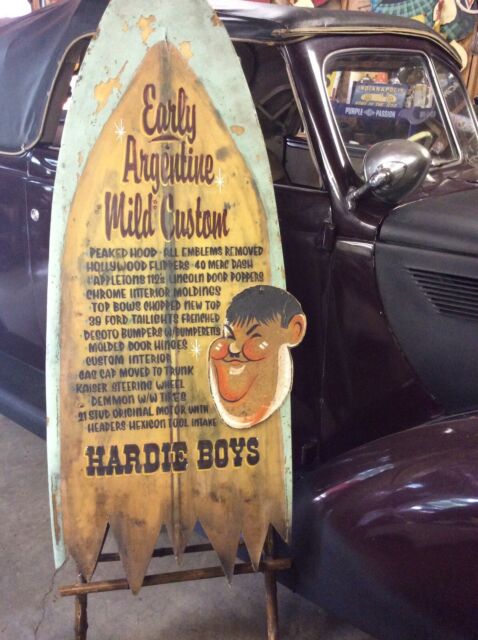 Early
Argentine
Mild Custom
PEAKED HOOD - ALL EMBLEMS REMOVED
HOLLYWOOD FLIPPERS - 40 MERC DASH
CAPPLETONS 112s LINCOLN DOOR POPPERS
CHROME INTERIOR MOLDINGS
TOP BOWS CHOPPED NEW TOP
39 FORD TAILIGHTS FRENCHED
DESOTO BUMPERS W/BUMPERETTS
MOLDED DOOR HINGES
CUSTOM INTERIOR
GAS CAP MOVED TO TRUNK
KAISER STEERING WHEEL
DEMMON W/W TIRES
21 STUD ORIGINAL MOTOR WITH
HEADERS HEXICON TOOL INTAKE
HARDIE BOYS
INDIANAPOLIS
PURPLE PASSION